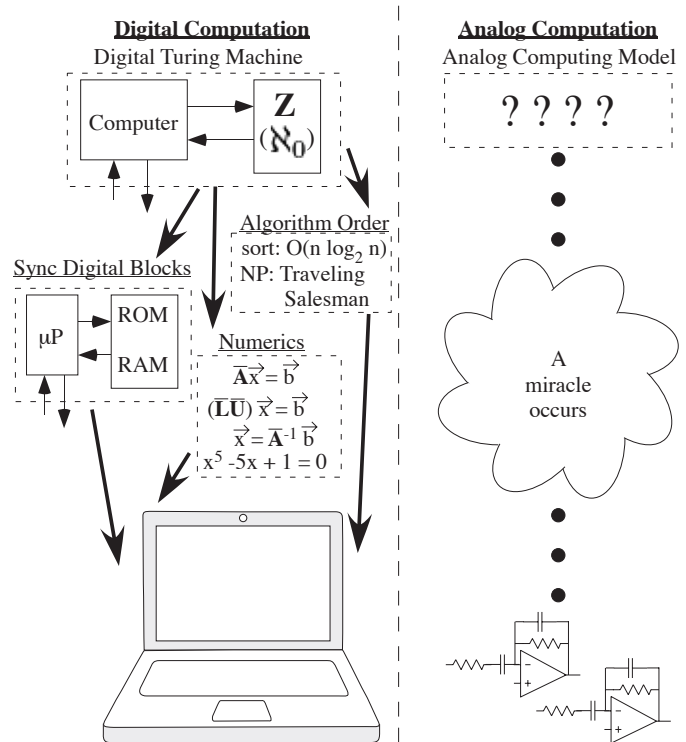 Digital Computation
Digital Turing Machine
Computer
Z
(ℵ0)
Algorithm Order
sort: O(n log2 n)
NP: Traveling
Salesman
Sync Digital Blocks
μP
ROM
RAM
Numerics
A̅x⃗ = b⃗
(L̅U̅) x⃗ = b⃗
x⃗ = A̅⁻¹ b⃗
x⁵ -5x + 1 = 0
Analog Computation
Analog Computing Model
? ? ? ?
A
miracle
occurs
−
+
−
+